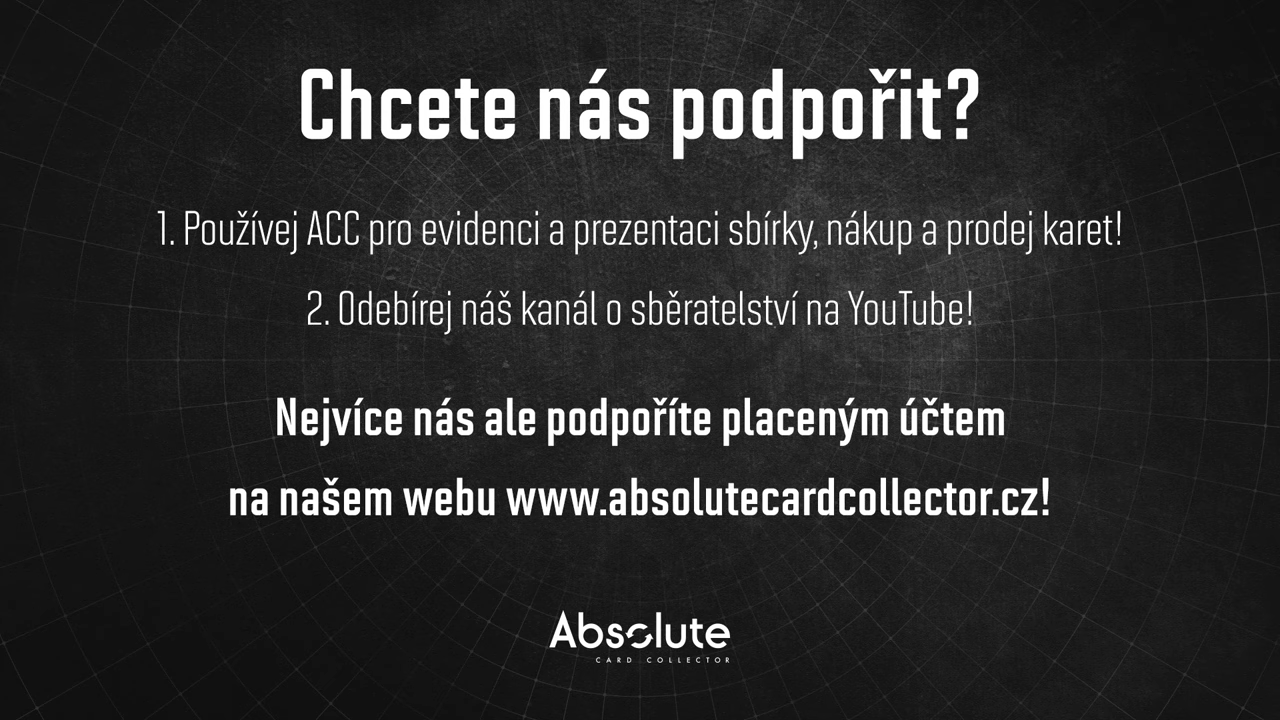 Chcete nás podpořit?
1. Používej ACC pro evidenci a prezentaci sbírky, nákup a prodej karet!
2. Odebírej náš kanál o sběratelství na YouTube!
Nejvíce nás ale podpoříte placeným účtem
na našem webu www.absolutecardcollector.cz!
Absolute
CARD COLLECTOR